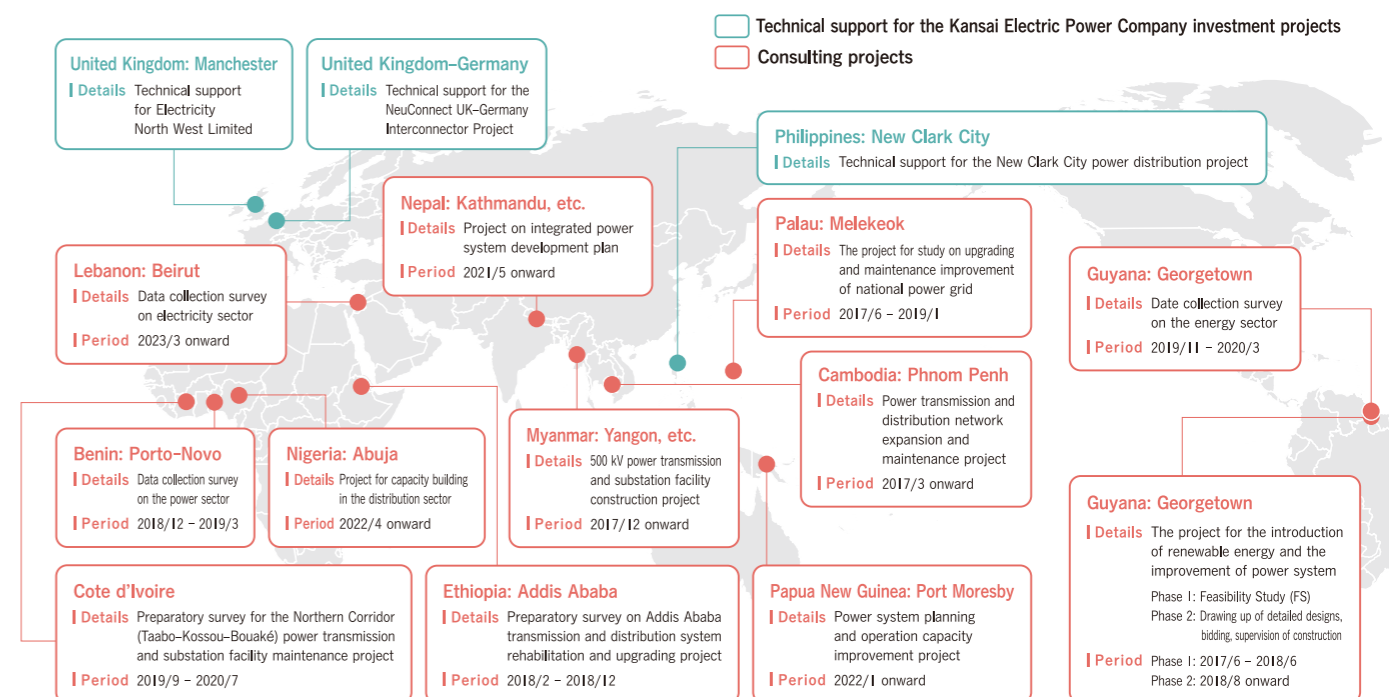 Technical support for the Kansai Electric Power Company investment projects
Consulting projects
United Kingdom: Manchester
Details Technical support
for Electricity
North West Limited
United Kingdom–Germany
Details Technical support for the
NeuConnect UK–Germany
Interconnector Project
Philippines: New Clark City
Details Technical support for the New Clark City power distribution project
Nepal: Kathmandu, etc.
Details Project on integrated power
system development plan
Period 2021/5 onward
Palau: Melekeok
Details The project for study on upgrading
and maintenance improvement
of national power grid
Period 2017/6 – 2019/1
Lebanon: Beirut
Details Data collection survey
on electricity sector
Period 2023/3 onward
Guyana: Georgetown
Details Date collection survey
on the energy sector
Period 2019/11 – 2020/3
Cambodia: Phnom Penh
Details Power transmission and
distribution network
expansion and
maintenance project
Period 2017/3 onward
Benin: Porto-Novo
Details Data collection survey
on the power sector
Period 2018/12 – 2019/3
Nigeria: Abuja
Details Project for capacity building
in the distribution sector
Period 2022/4 onward
Myanmar: Yangon, etc.
Details 500 kV power transmission
and substation facility
construction project
Period 2017/12 onward
Guyana: Georgetown
Details The project for the introduction
of renewable energy and the
improvement of power system
Phase 1: Feasibility Study (FS)
Phase 2: Drawing up of detailed designs,
bidding, supervision of construction
Period Phase 1: 2017/6 – 2018/6
Phase 2: 2018/8 onward
Cote d'Ivoire
Details Preparatory survey for the Northern Corridor
(Taabo–Kossou–Bouaké) power transmission
and substation facility maintenance project
Period 2019/9 – 2020/7
Ethiopia: Addis Ababa
Details Preparatory survey on Addis Ababa
transmission and distribution system
rehabilitation and upgrading project
Period 2018/2 – 2018/12
Papua New Guinea: Port Moresby
Details Power system planning
and operation capacity
improvement project
Period 2022/1 onward